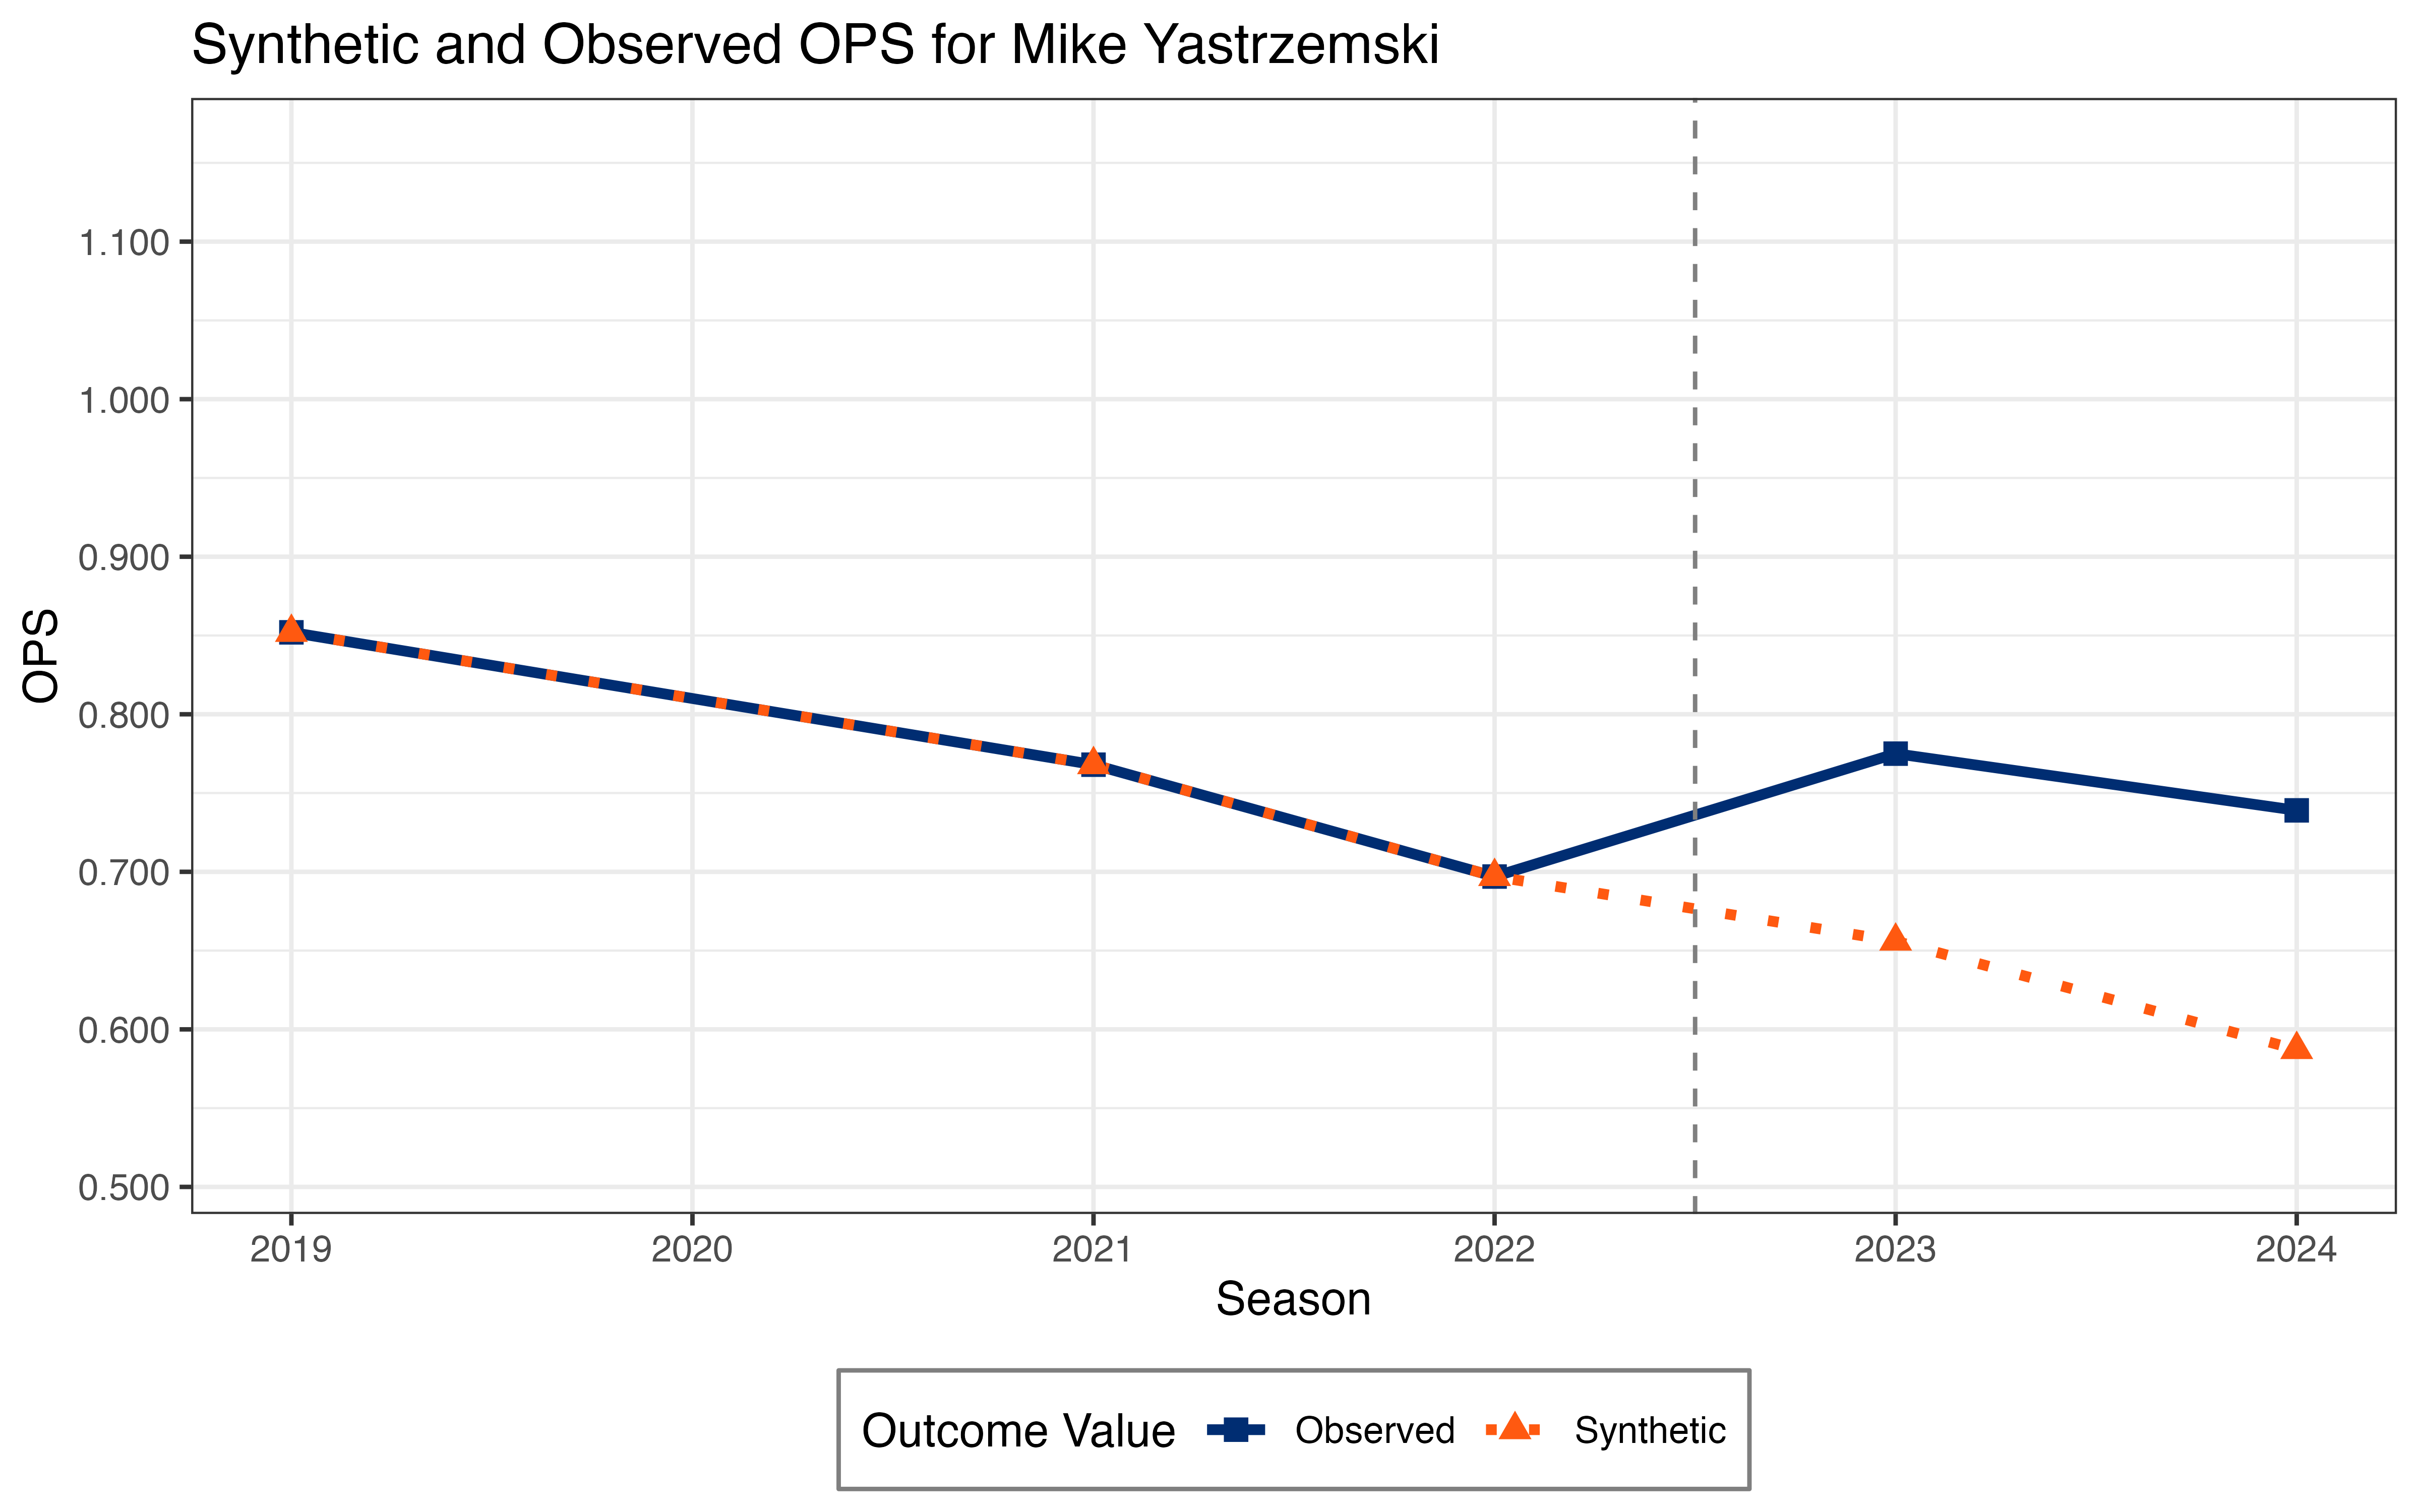 Synthetic and Observed OPS for Mike Yastrzemski
OPS
1.100
1.000
0.900
0.800
0.700
0.600
0.500
2019 2020 2021 2022 2023 2024
Season
Outcome Value Observed Synthetic